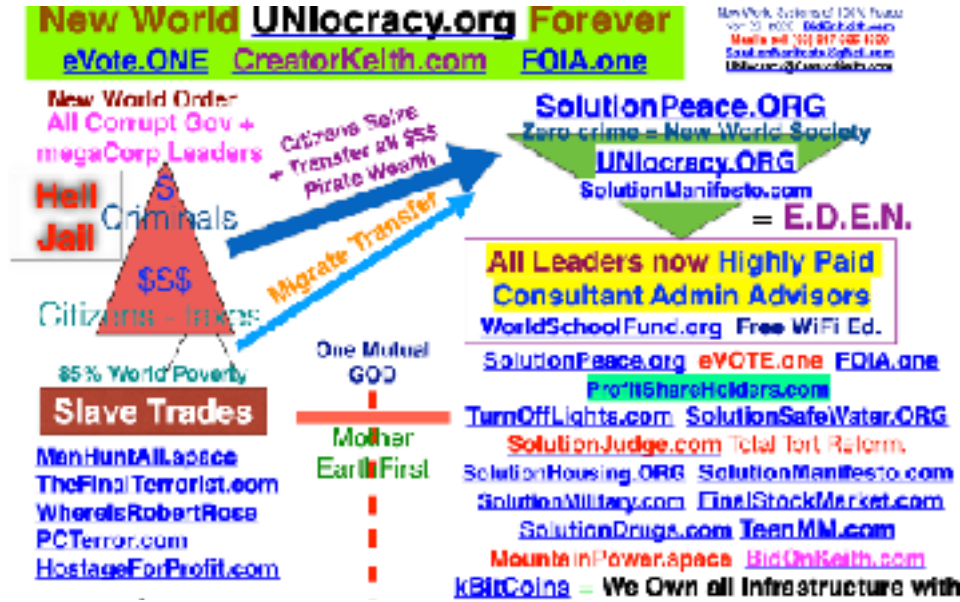 New World UNIocracy.org Forever
eVote.ONE CreatorKeith.com FOIA.one
New World Order
All Corrupt Gov +
megaCorp Leaders
Hell
Jail
$
Criminals
$$$
Citizens - taxes
85% World Poverty
Slave Trades
ManHuntAll.space
TheFinalTerrorist.com
WhereIsRobertRose
PCTerror.com
HostageForProfit.com
Citizens Seize
+ Transfer all $$$
Pirate Wealth
Migrate Transfer
One Mutual
GOD
Mother
Earth First
SolutionPeace.ORG
Zero crime = New World Society
UNIocracy.ORG
SolutionManifesto.com
= E.D.E.N.
All Leaders now Highly Paid
Consultant Admin Advisors
WorldSchoolFund.org Free WiFi Ed.
SolutionPeace.org eVOTE.one FOIA.one
ProfitShareHolders.com
TurnOffLights.com SolutionSafeWater.ORG
SolutionJudge.com Total Tort Reform.
SolutionHousing.ORG SolutionManifesto.com
SolutionMilitary.com FinalStockMarket.com
SolutionDrugs.com TeenMM.com
MountainPower.space BidOnKeith.com
kBitCoins = We Own all Infrastructure with